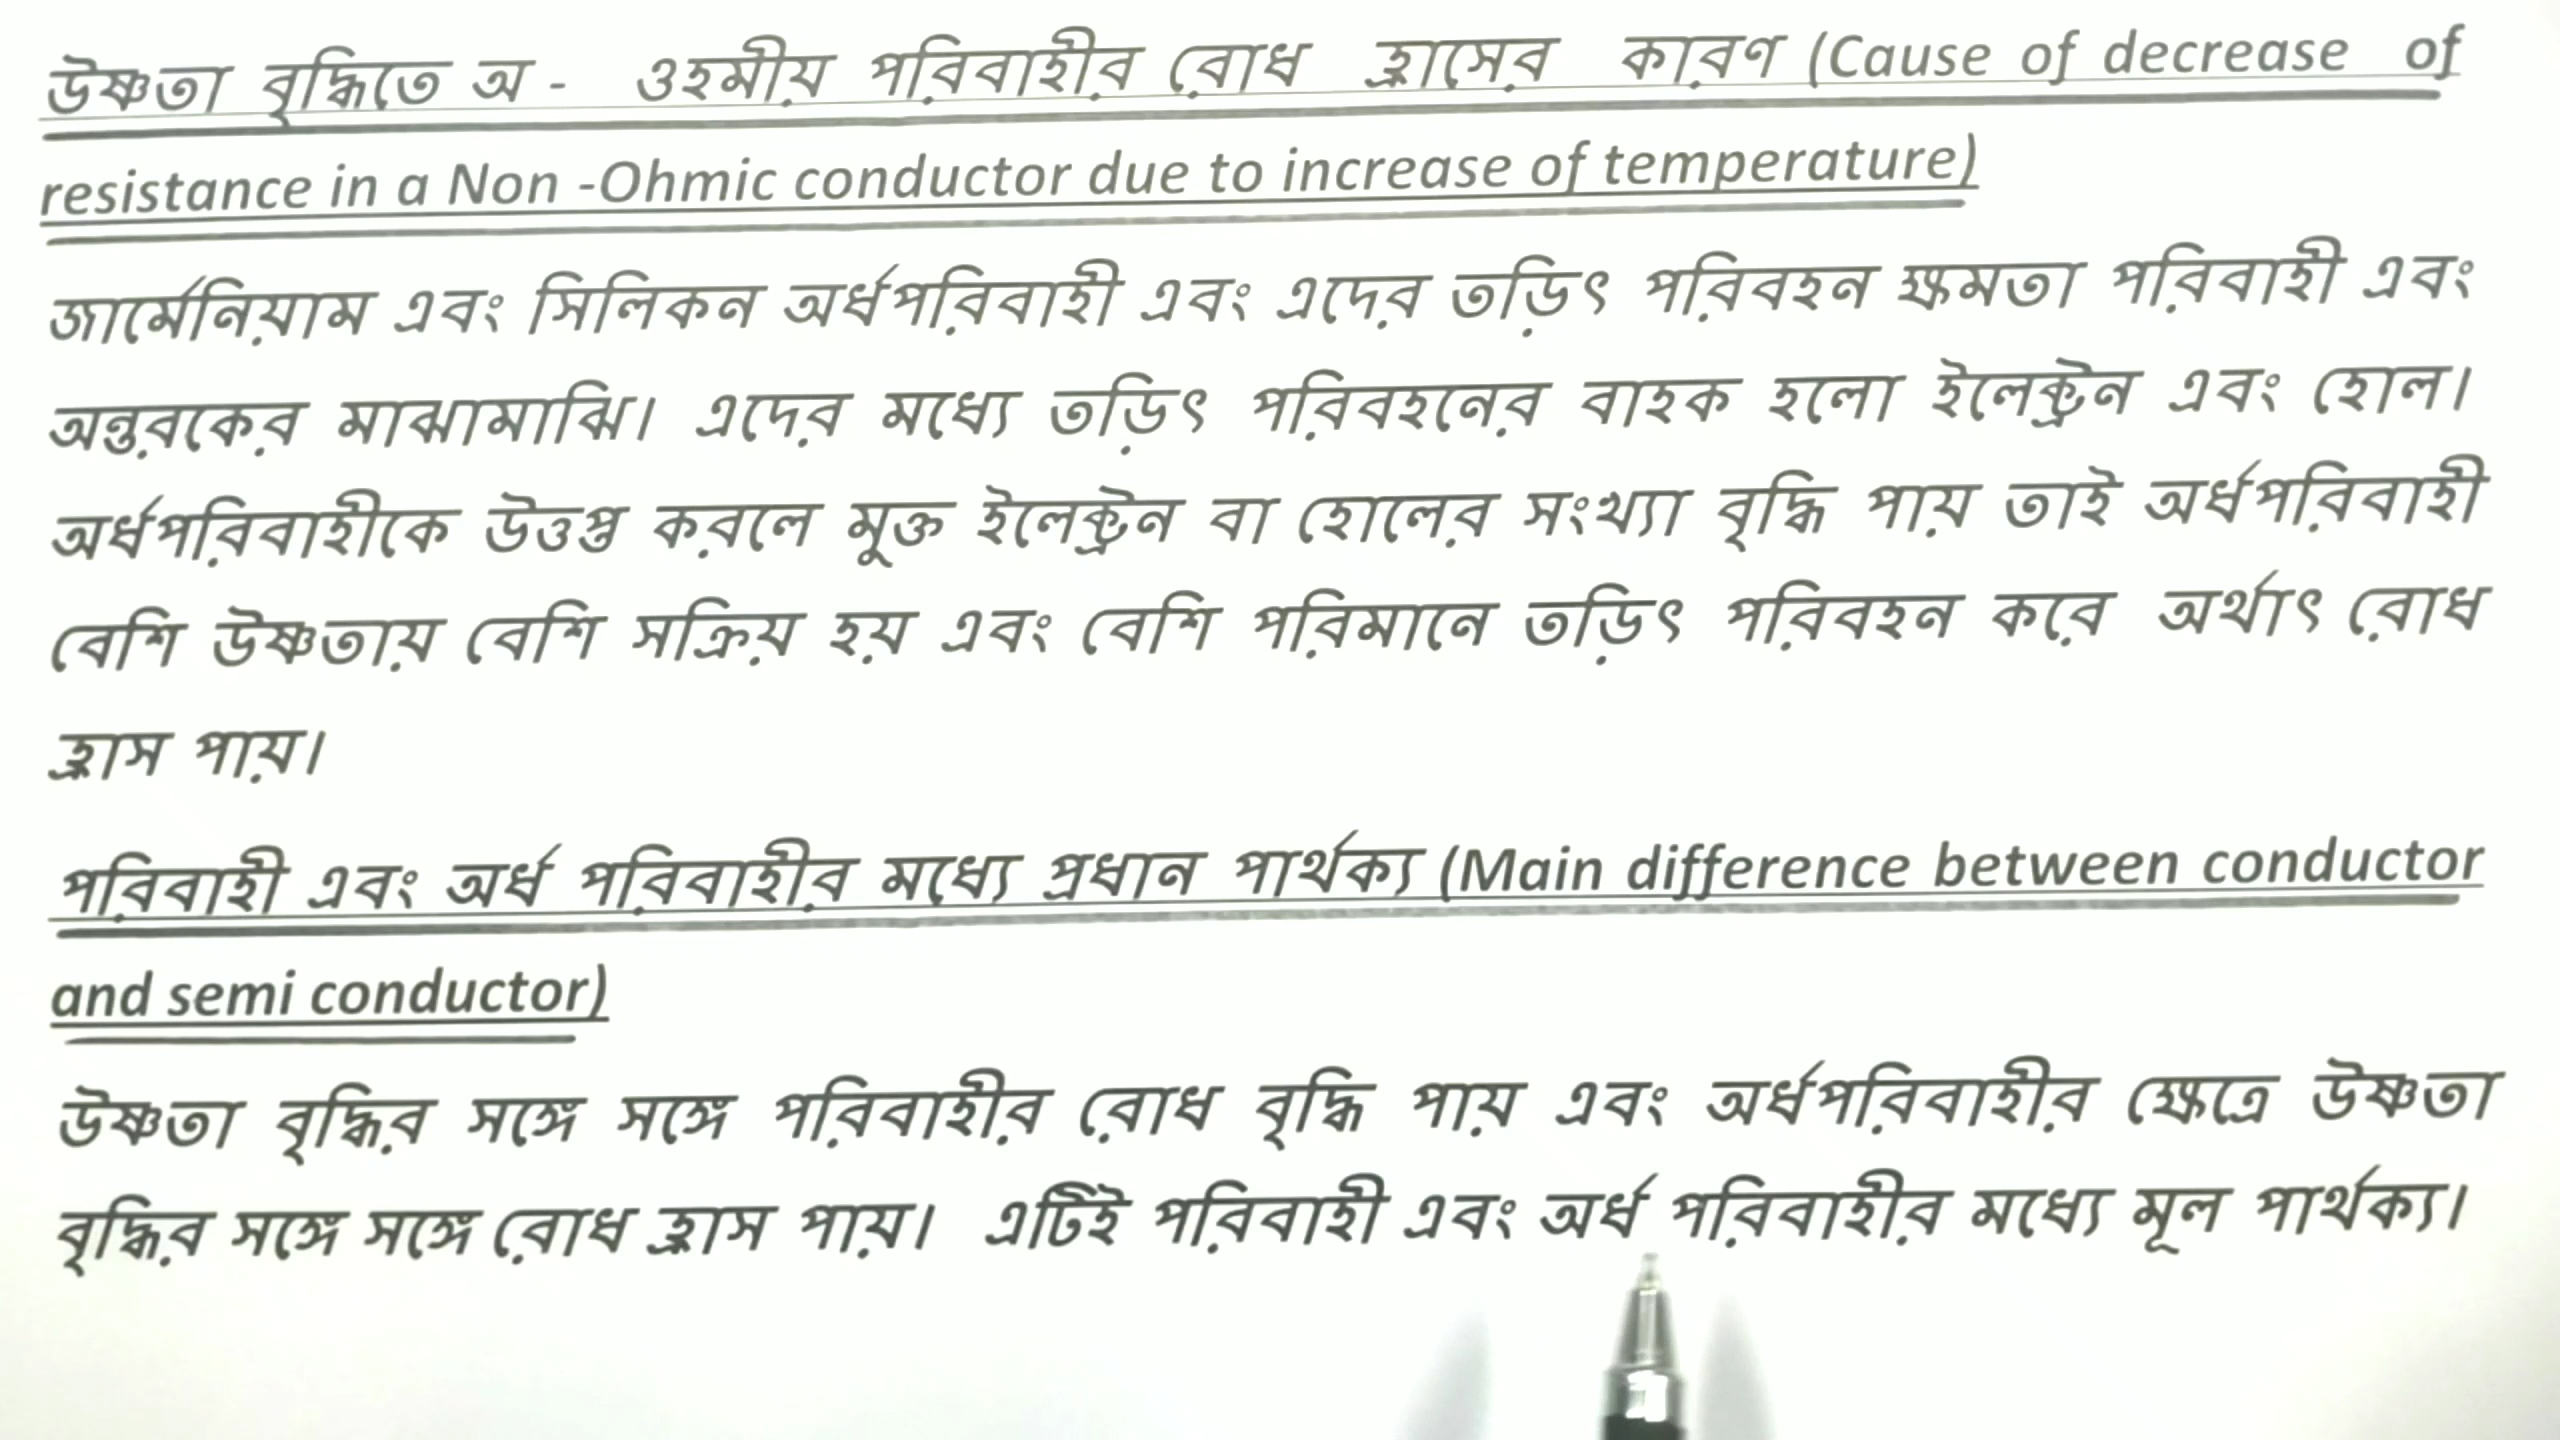 উষ্ণতা বৃদ্ধিতে অ - ওহমীয় পরিবাহীর রোধ হ্রাসের কারণ (Cause of decrease of
resistance in a Non -Ohmic conductor due to increase of temperature)
জার্মেনিয়াম এবং সিলিকন অর্ধপরিবাহী এবং এদের তড়িৎ পরিবহন ক্ষমতা পরিবাহী এবং
অন্তরকের মাঝামাঝি। এদের মধ্যে তড়িৎ পরিবহনের বাহক হলো ইলেক্ট্রন এবং হোল।
অর্ধপরিবাহীকে উত্তপ্ত করলে মুক্ত ইলেক্ট্রন বা হোলের সংখ্যা বৃদ্ধি পায় তাই অর্ধপরিবাহী
বেশি উষ্ণতায় বেশি সক্রিয় হয় এবং বেশি পরিমানে তড়িৎ পরিবহন করে অর্থাৎ রোধ
হ্রাস পায়।
পরিবাহী এবং অর্ধ পরিবাহীর মধ্যে প্রধান পার্থক্য (Main difference between conductor
and semi conductor)
উষ্ণতা বৃদ্ধির সঙ্গে সঙ্গে পরিবাহীর রোধ বৃদ্ধি পায় এবং অর্ধপরিবাহীর ক্ষেত্রে উষ্ণতা
বৃদ্ধির সঙ্গে সঙ্গে রোধ হ্রাস পায়। এটিই পরিবাহী এবং অর্ধ পরিবাহীর মধ্যে মূল পার্থক্য।